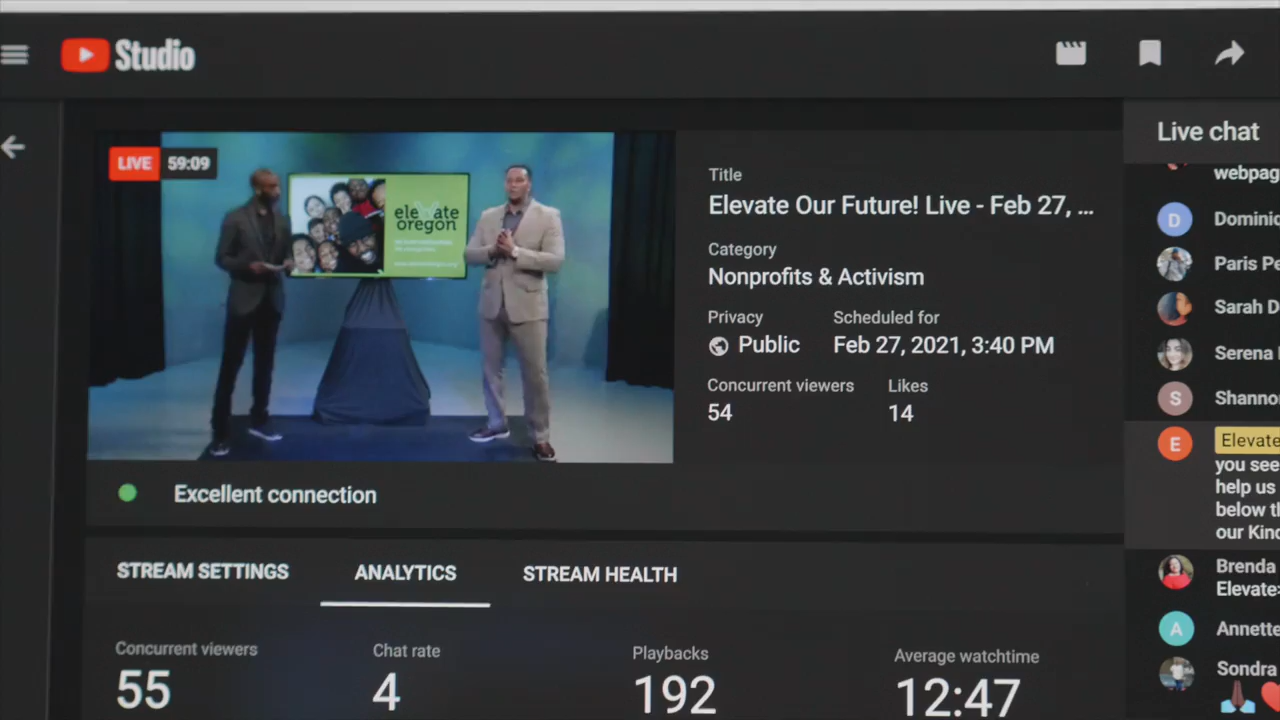 Studio
LIVE 59:09
elevate
oregon
Title
Elevate Our Future! Live - Feb 27, ...
Category
Nonprofits & Activism
Privacy
Scheduled for
Public
Feb 27, 2021, 3:40 PM
Concurrent viewers
Likes
54
14
Excellent connection
STREAM SETTINGS
ANALYTICS
STREAM HEALTH
Concurrent viewers
Chat rate
Playbacks
Average watchtime
55
4
192
12:47
Live chat
webpag
D
Dominic
Paris Pe
Sarah D
Serena
S
Shanno
E
Elevate
you see
help us
below th
our Kind
Brenda
Elevate
A
Annette
Sondra